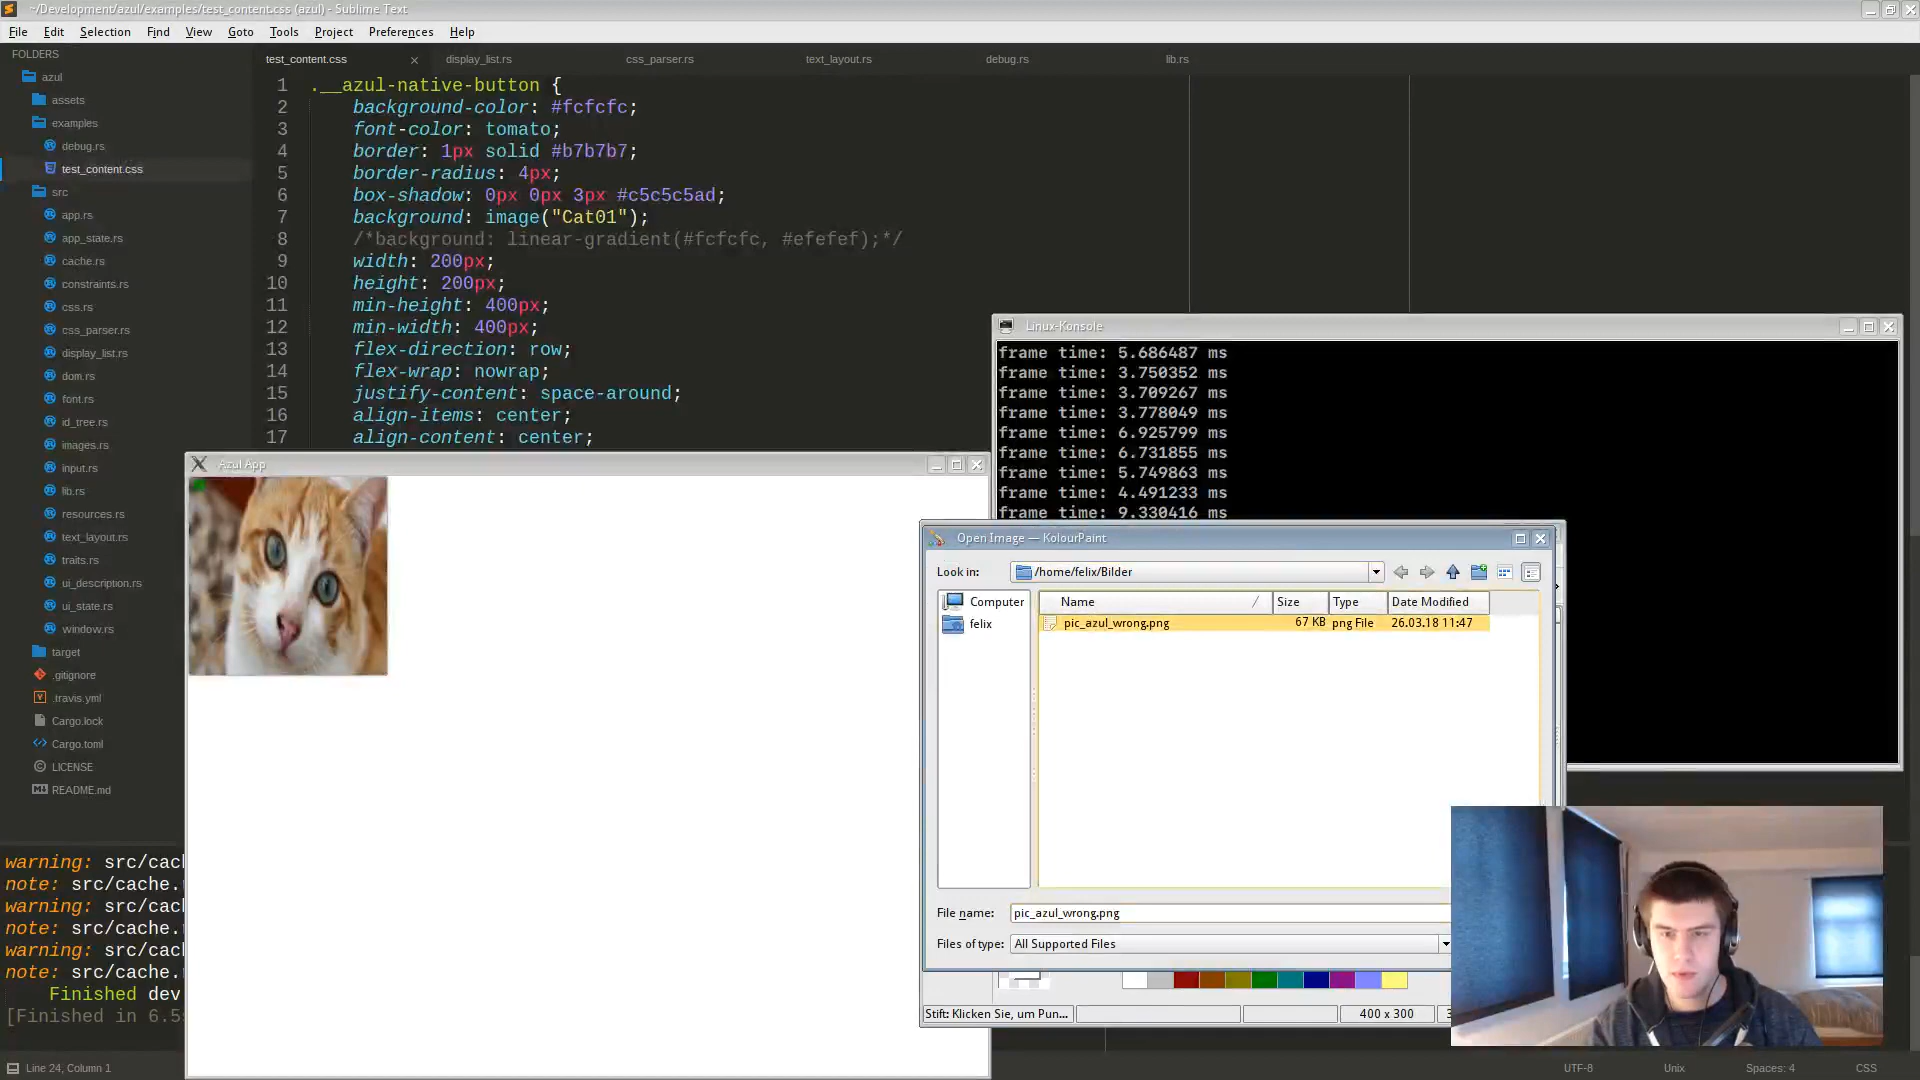 ~/Development/azul/examples/test_content.css (azul) - Sublime Text
File Edit Selection Find View Goto Tools Project Preferences Help
FOLDERS
azul
assets
examples
debug.rs
test_content.css
src
app.rs
app_state.rs
cache.rs
constraints.rs
css.rs
css_parser.rs
display_list.rs
dom.rs
font.rs
id_tree.rs
images.rs
input.rs
lib.rs
resources.rs
text_layout.rs
traits.rs
ui_description.rs
ui_state.rs
window.rs
target
.gitignore
.travis.yml
Cargo.lock
Cargo.toml
LICENSE
README.md
test_content.css × display_list.rs css_parser.rs text_layout.rs debug.rs lib.rs
1 .__azul-native-button {
2 background-color: #fcfcfc;
3 font-color: tomato;
4 border: 1px solid #b7b7b7;
5 border-radius: 4px;
6 box-shadow: 0px 0px 3px #c5c5c5ad;
7 background: image("Cat01");
8 /*background: linear-gradient(#fcfcfc, #efefef);*/
9 width: 200px;
10 height: 200px;
11 min-height: 400px;
12 min-width: 400px;
13 flex-direction: row;
14 flex-wrap: nowrap;
15 justify-content: space-around;
16 align-items: center;
17 align-content: center;
Linux-Konsole
frame time: 5.686487 ms
frame time: 3.750352 ms
frame time: 3.709267 ms
frame time: 3.778049 ms
frame time: 6.925799 ms
frame time: 6.731855 ms
frame time: 5.749863 ms
frame time: 4.491233 ms
frame time: 9.330416 ms
Azul App
Open Image — KolourPaint
Look in: /home/felix/Bilder
Computer
felix
Name Size Type Date Modified
pic_azul_wrong.png 67 KB png File 26.03.18 11:47
File name: pic_azul_wrong.png
Files of type: All Supported Files
Stift: Klicken Sie, um Pun...
400 x 300
warning: src/cac
note: src/cache.
warning: src/cac
note: src/cache.
warning: src/cac
note: src/cache.
Finished dev
[Finished in 6.5
Line 24, Column 1
UTF-8 Unix Spaces: 4 CSS